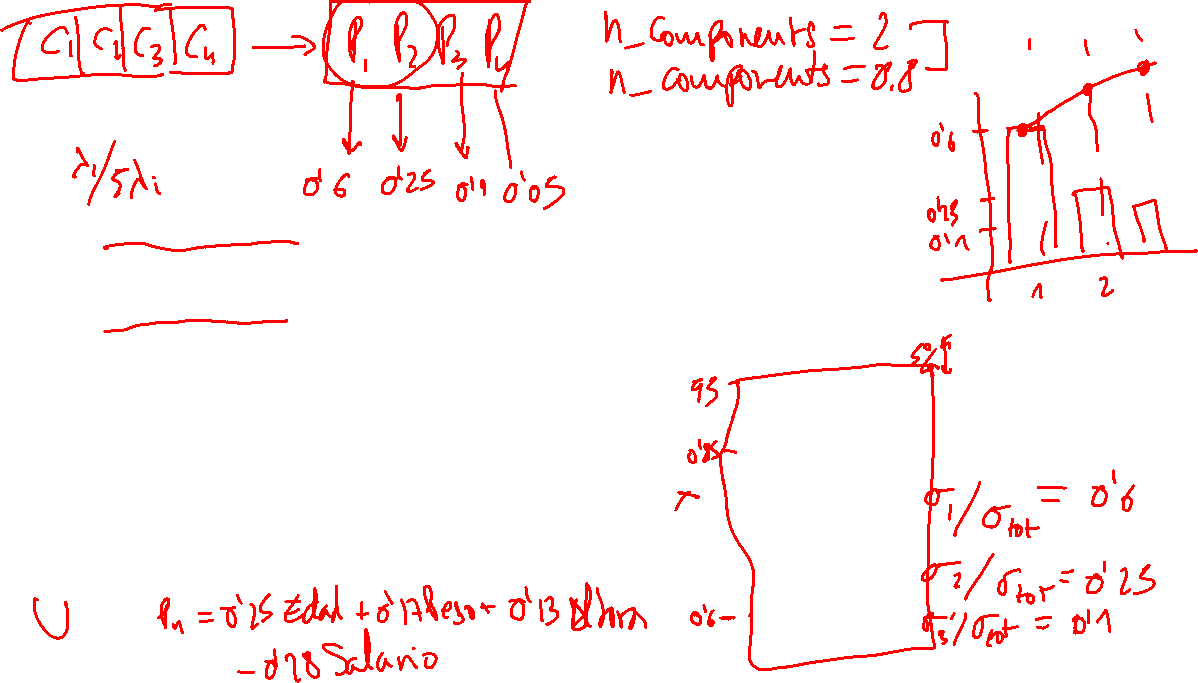 C₁ C₂ C₃ C₄ → P₁ P₂ P₃ P₄
n_components = 2
n_components = 0.8
λ₁/Σλᵢ
0'6 0'25 0'1 0'05
0'6
0'25
0'1
1 2
95
5%
0'85
0'6
σ₁/σtot = 0'6
σ₂/σtot = 0'25
σ₃/σtot = 0'1
P₁ = 0'25 Edad + 0'17 Peso + 0'13 Altura
- 0'28 Salario